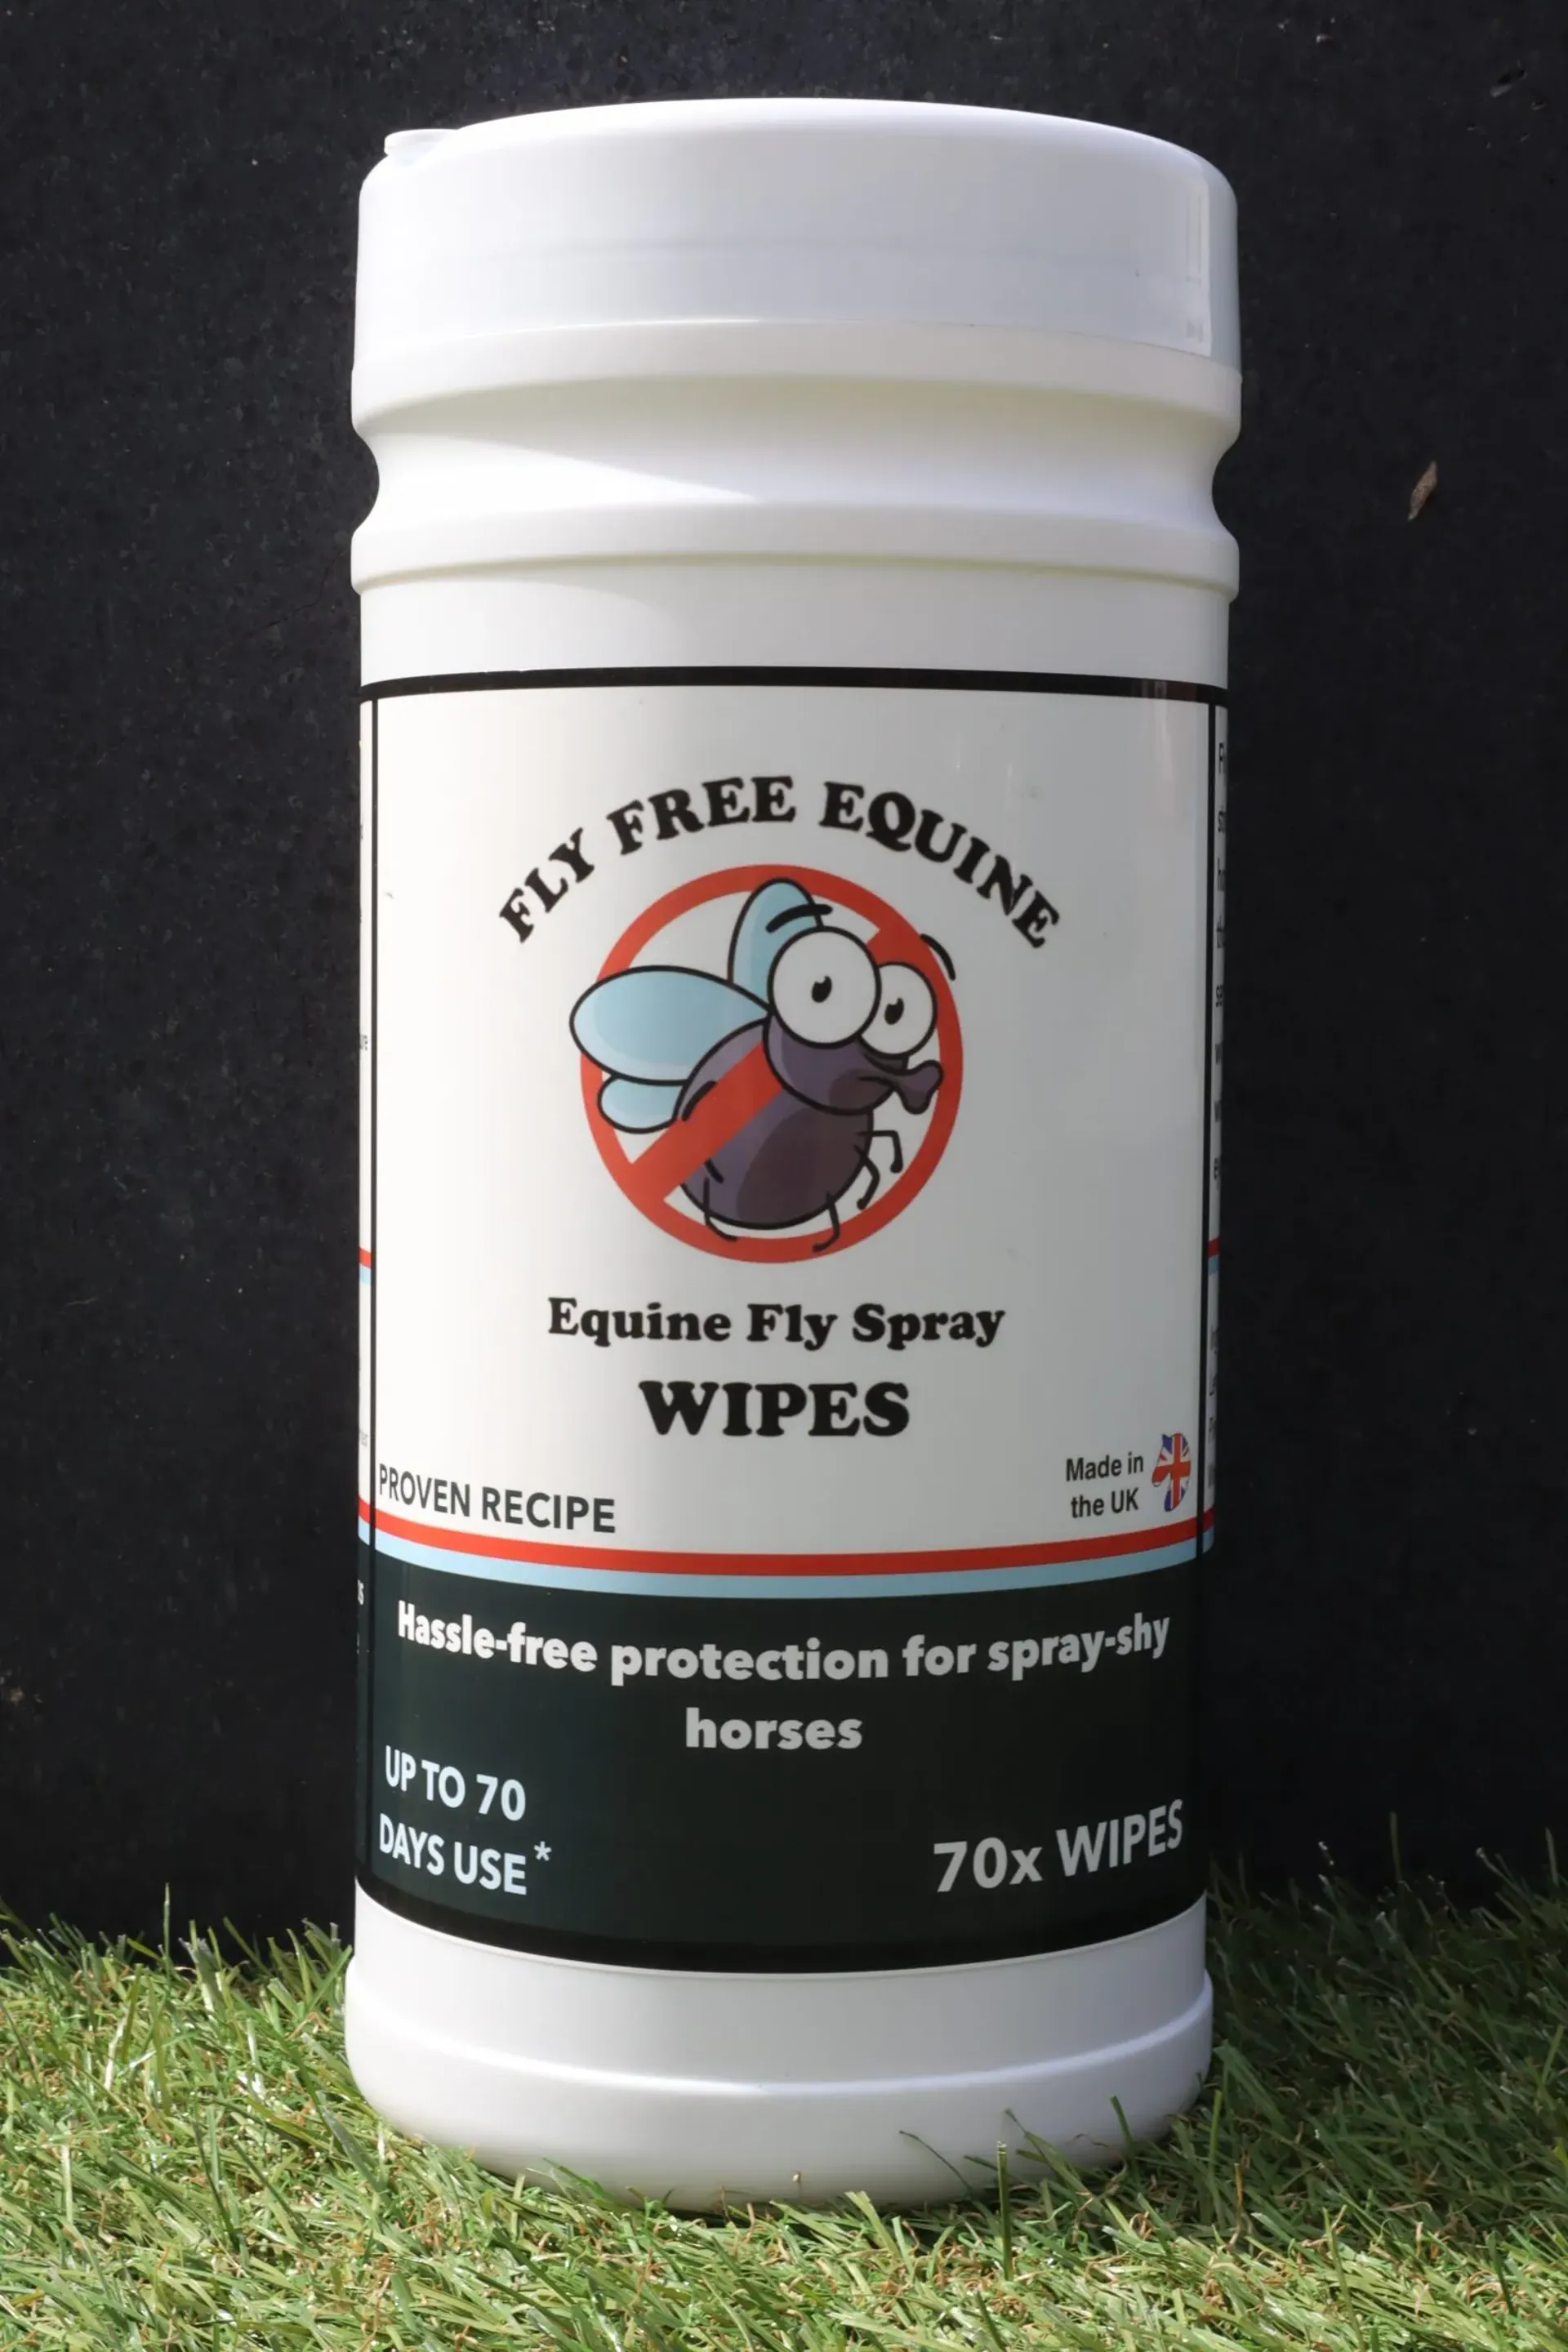 FLY FREE EQUINE
Equine Fly Spray
WIPES
PROVEN RECIPE
Made in
the UK
Hassle-free protection for spray-shy
horses
UP TO 70
DAYS USE*
70x WIPES